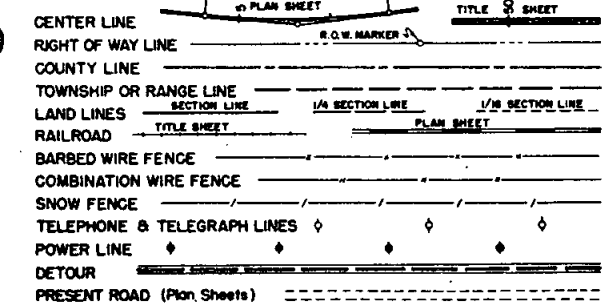 5 PLAN SHEET TITLE 50 SHEET
CENTER LINE
RIGHT OF WAY LINE R.O.W. MARKER
COUNTY LINE
TOWNSHIP OR RANGE LINE
LAND LINES SECTION LINE 1/4 SECTION LINE 1/16 SECTION LINE
RAILROAD TITLE SHEET PLAN SHEET
BARBED WIRE FENCE
COMBINATION WIRE FENCE
SNOW FENCE
TELEPHONE & TELEGRAPH LINES
POWER LINE
DETOUR
PRESENT ROAD (Plan Sheets)